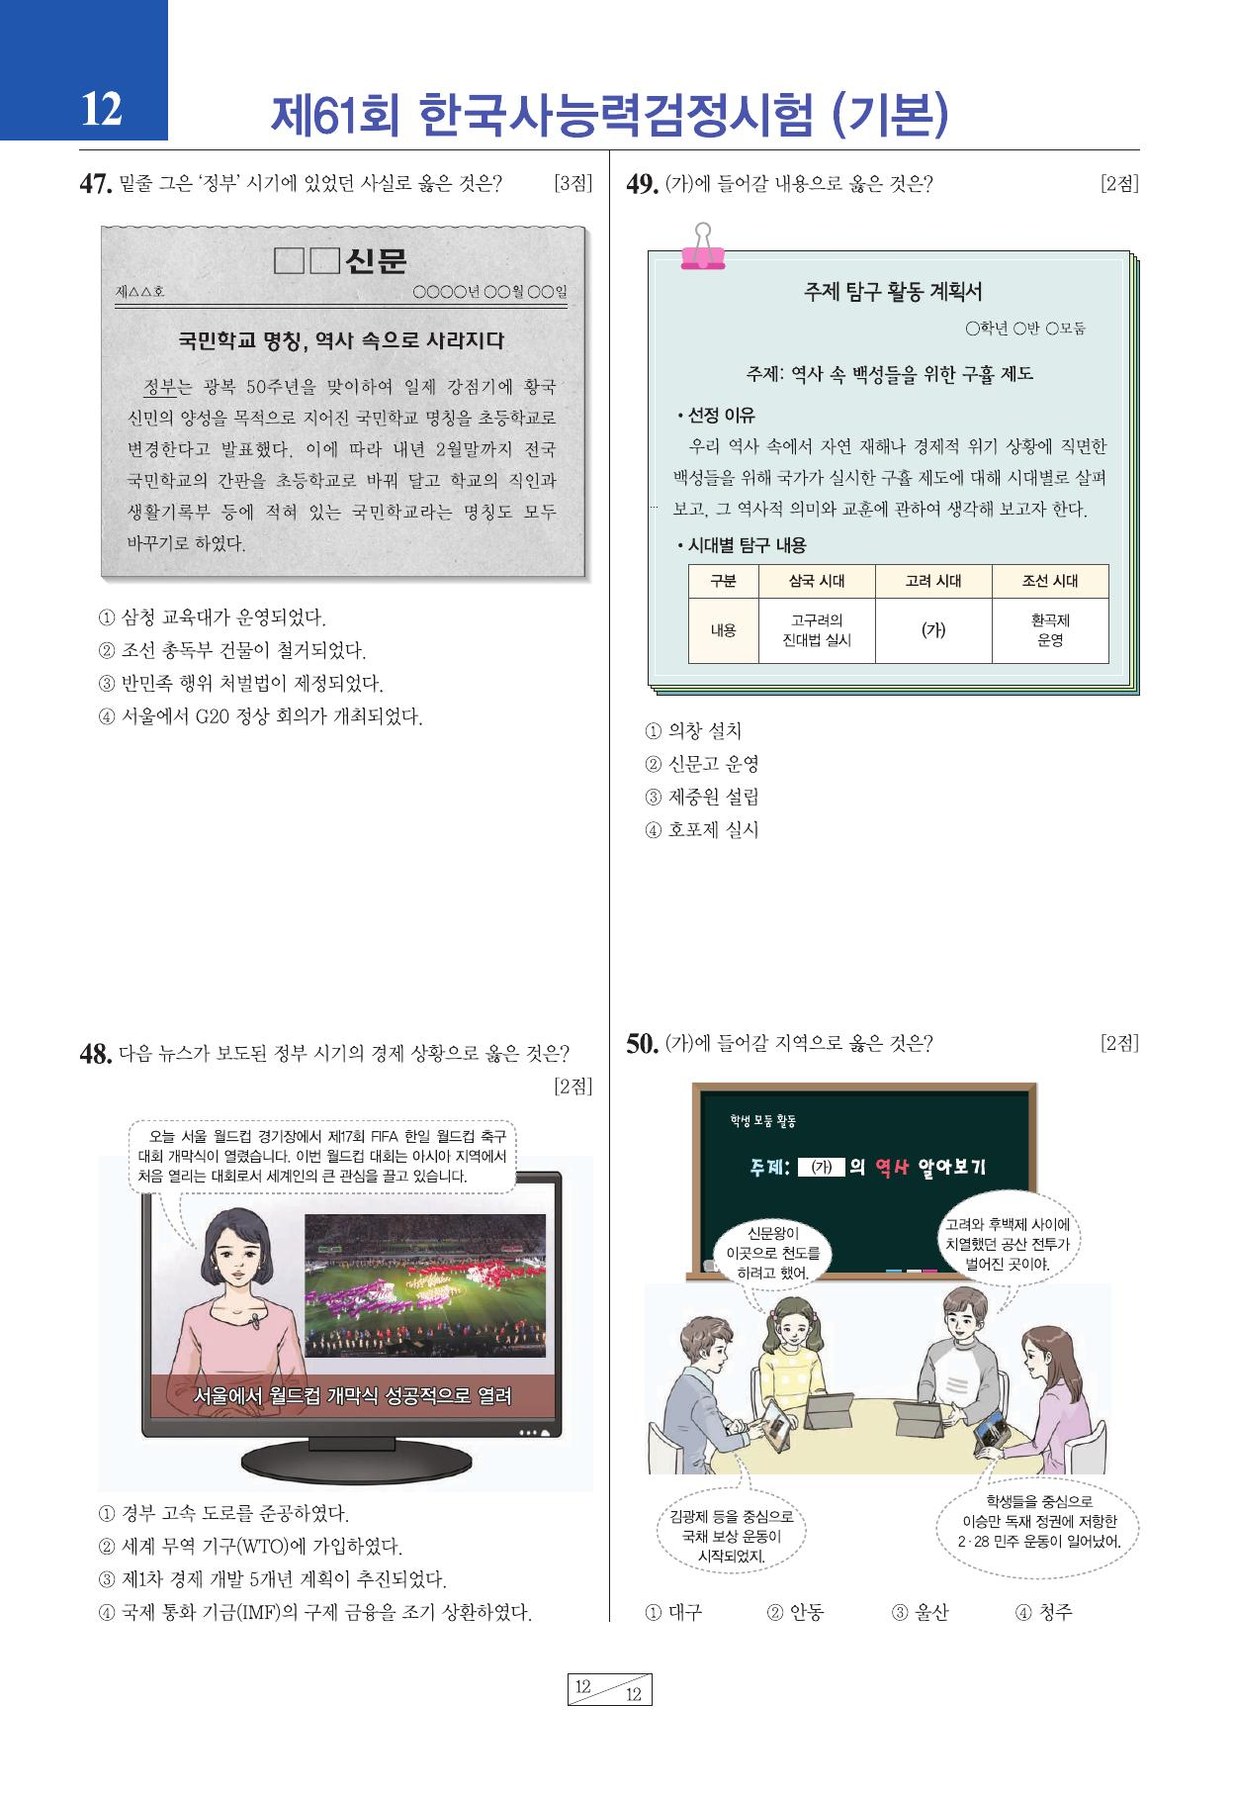 12
제61회 한국사능력검정시험 (기본)
47. 밑줄 그은 ‘정부’ 시기에 있었던 사실로 옳은 것은? [3점]
□□신문
제△△호 ○○○○년 ○○월 ○○일
국민학교 명칭, 역사 속으로 사라지다
정부는 광복 50주년을 맞이하여 일제 강점기에 황국
신민의 양성을 목적으로 지어진 국민학교 명칭을 초등학교로
변경한다고 발표했다. 이에 따라 내년 2월말까지 전국
국민학교의 간판을 초등학교로 바꿔 달고 학교의 직인과
생활기록부 등에 적혀 있는 국민학교라는 명칭도 모두
바꾸기로 하였다.
① 삼청 교육대가 운영되었다.
② 조선 총독부 건물이 철거되었다.
③ 반민족 행위 처벌법이 제정되었다.
④ 서울에서 G20 정상 회의가 개최되었다.
48. 다음 뉴스가 보도된 정부 시기의 경제 상황으로 옳은 것은?
[2점]
오늘 서울 월드컵 경기장에서 제17회 FIFA 한일 월드컵 축구
대회 개막식이 열렸습니다. 이번 월드컵 대회는 아시아 지역에서
처음 열리는 대회로서 세계인의 큰 관심을 끌고 있습니다.
서울에서 월드컵 개막식 성공적으로 열려
① 경부 고속 도로를 준공하였다.
② 세계 무역 기구(WTO)에 가입하였다.
③ 제1차 경제 개발 5개년 계획이 추진되었다.
④ 국제 통화 기금(IMF)의 구제 금융을 조기 상환하였다.
49. (가)에 들어갈 내용으로 옳은 것은? [2점]
주제 탐구 활동 계획서
○학년 ○반 ○모둠
주제: 역사 속 백성들을 위한 구휼 제도
• 선정 이유
우리 역사 속에서 자연 재해나 경제적 위기 상황에 직면한
백성들을 위해 국가가 실시한 구휼 제도에 대해 시대별로 살펴
보고, 그 역사적 의미와 교훈에 관하여 생각해 보고자 한다.
• 시대별 탐구 내용
구분 삼국 시대 고려 시대 조선 시대
내용 고구려의 진대법 실시 (가) 환곡제 운영
① 의창 설치
② 신문고 운영
③ 제중원 설립
④ 호포제 실시
50. (가)에 들어갈 지역으로 옳은 것은? [2점]
학생 모둠 활동
주제: (가) 의 역사 알아보기
신문왕이
이곳으로 천도를
하려고 했어.
고려와 후백제 사이에
치열했던 공산 전투가
벌어진 곳이야.
김광제 등을 중심으로
국채 보상 운동이
시작되었지.
학생들을 중심으로
이승만 독재 정권에 저항한
2·28 민주 운동이 일어났어.
① 대구 ② 안동 ③ 울산 ④ 청주
12
12